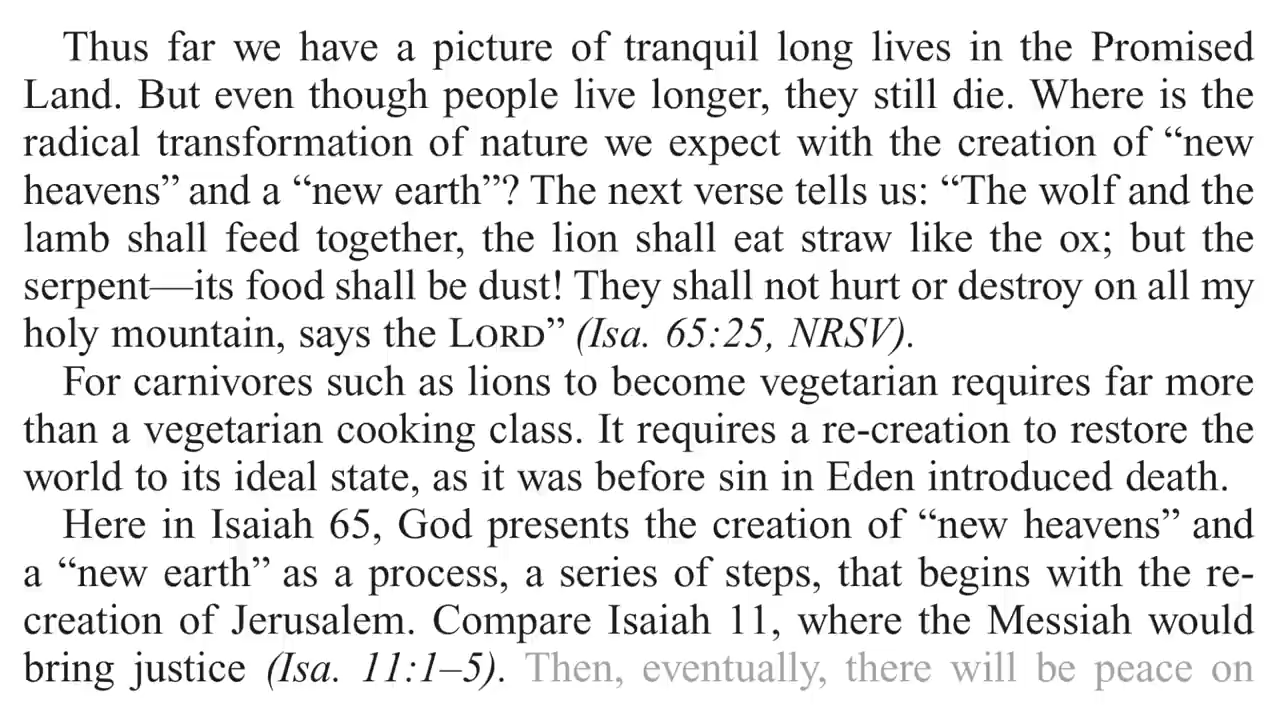 Thus far we have a picture of tranquil long lives in the Promised
Land. But even though people live longer, they still die. Where is the
radical transformation of nature we expect with the creation of “new
heavens” and a “new earth”? The next verse tells us: “The wolf and the
lamb shall feed together, the lion shall eat straw like the ox; but the
serpent—its food shall be dust! They shall not hurt or destroy on all my
holy mountain, says the LORD” (Isa. 65:25, NRSV).
For carnivores such as lions to become vegetarian requires far more
than a vegetarian cooking class. It requires a re-creation to restore the
world to its ideal state, as it was before sin in Eden introduced death.
Here in Isaiah 65, God presents the creation of “new heavens” and
a “new earth” as a process, a series of steps, that begins with the re-
creation of Jerusalem. Compare Isaiah 11, where the Messiah would
bring justice (Isa. 11:1–5). Then, eventually, there will be peace on